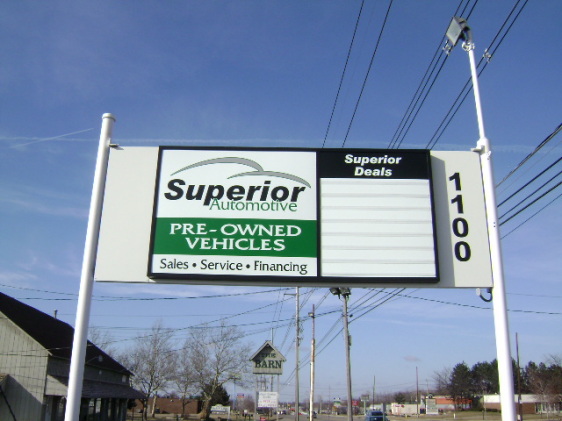 Superior
Automotive
PRE-OWNED
VEHICLES
Sales • Service • Financing
Superior
Deals
1100
BARN